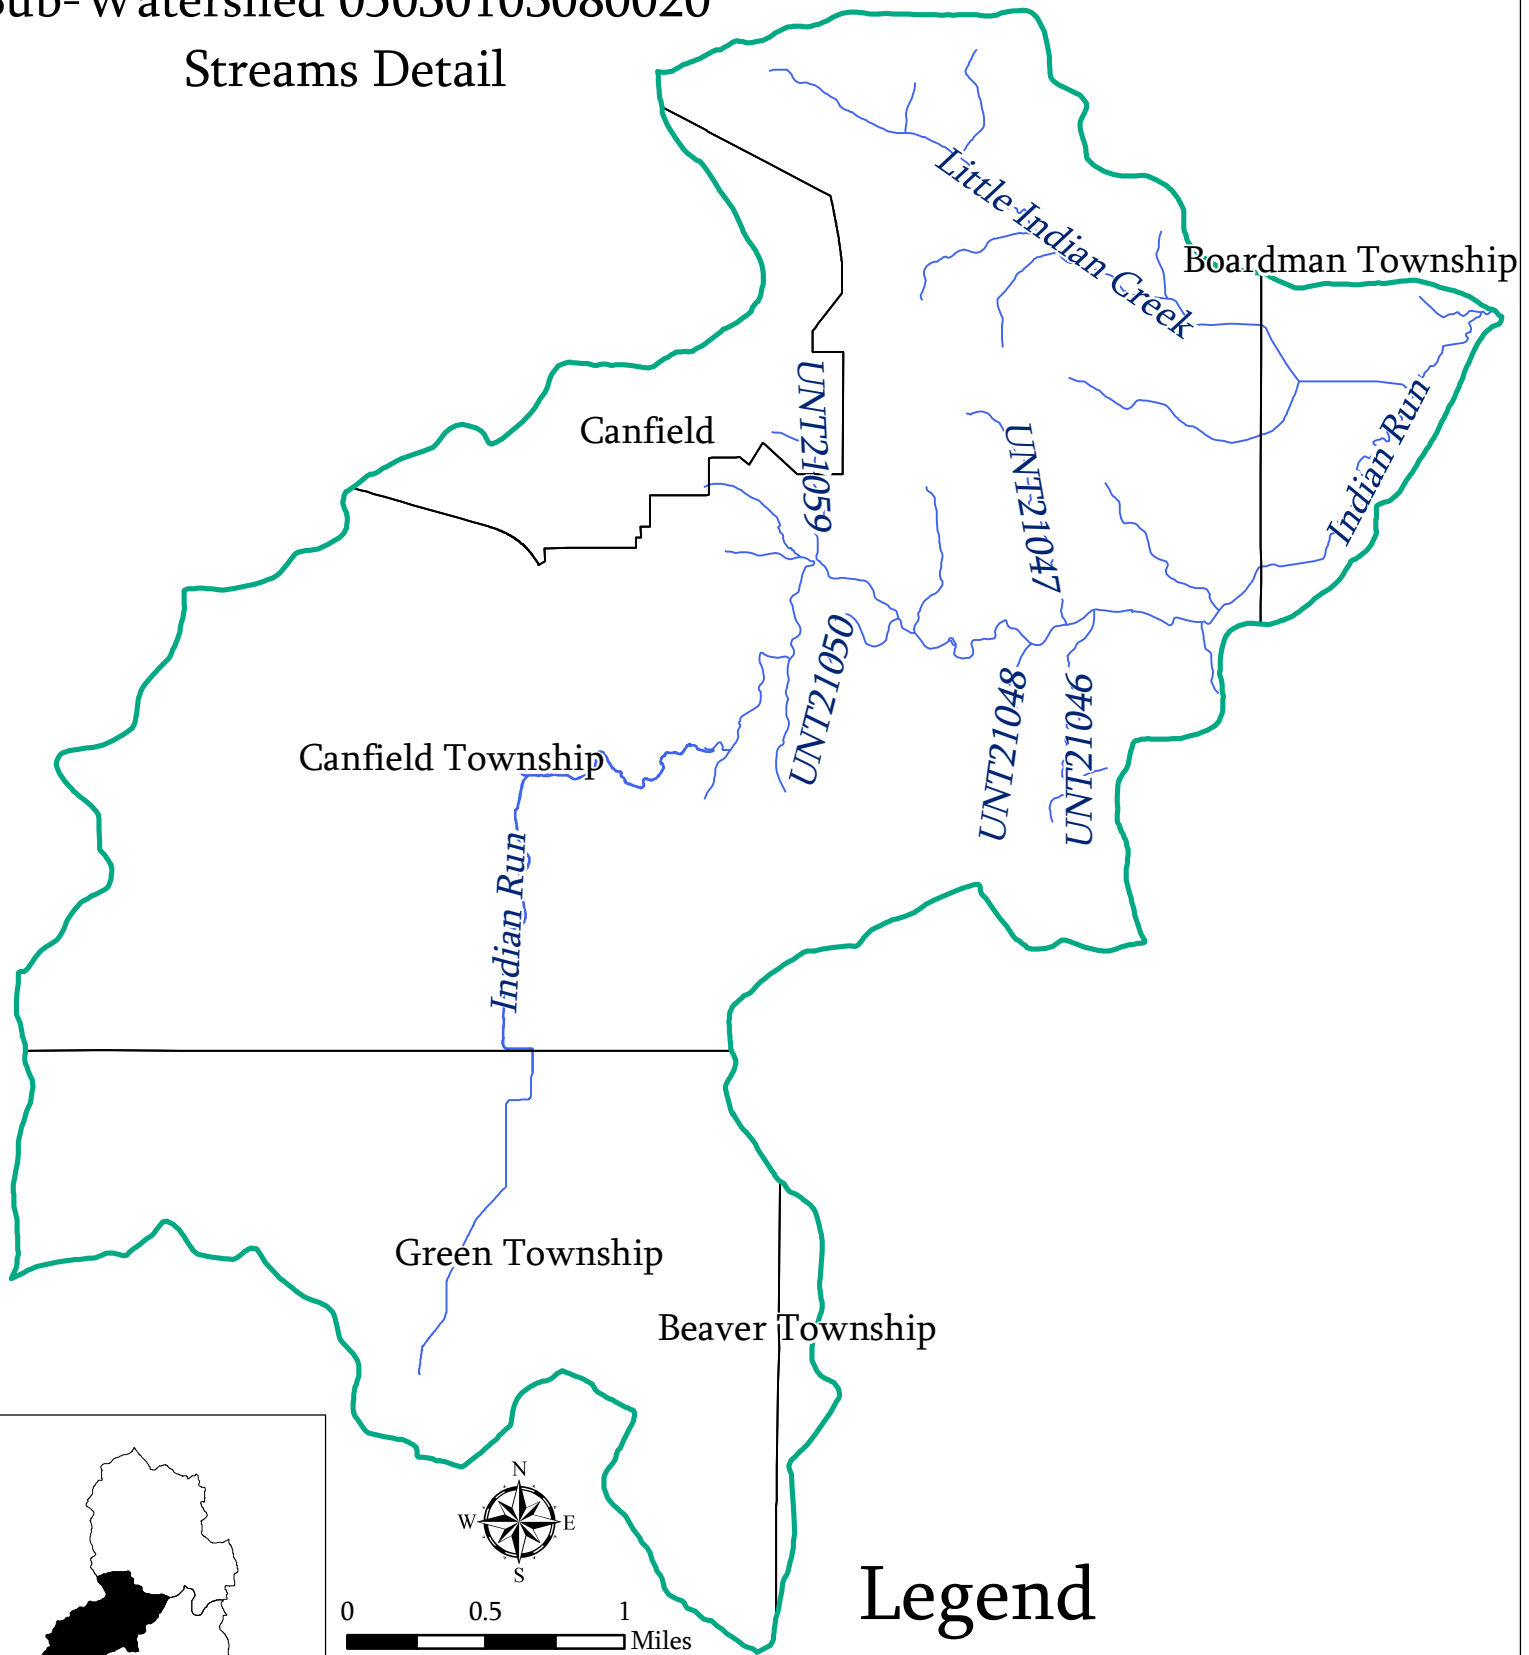 Streams Detail
Little Indian Creek
Boardman Township
UNT21059
Canfield
Indian Run
UNT21047
UNT21050
UNT21048
UNT21046
Canfield Township
Indian Run
Green Township
Beaver Township
N
W E
S
Legend
0 0.5 1
Miles